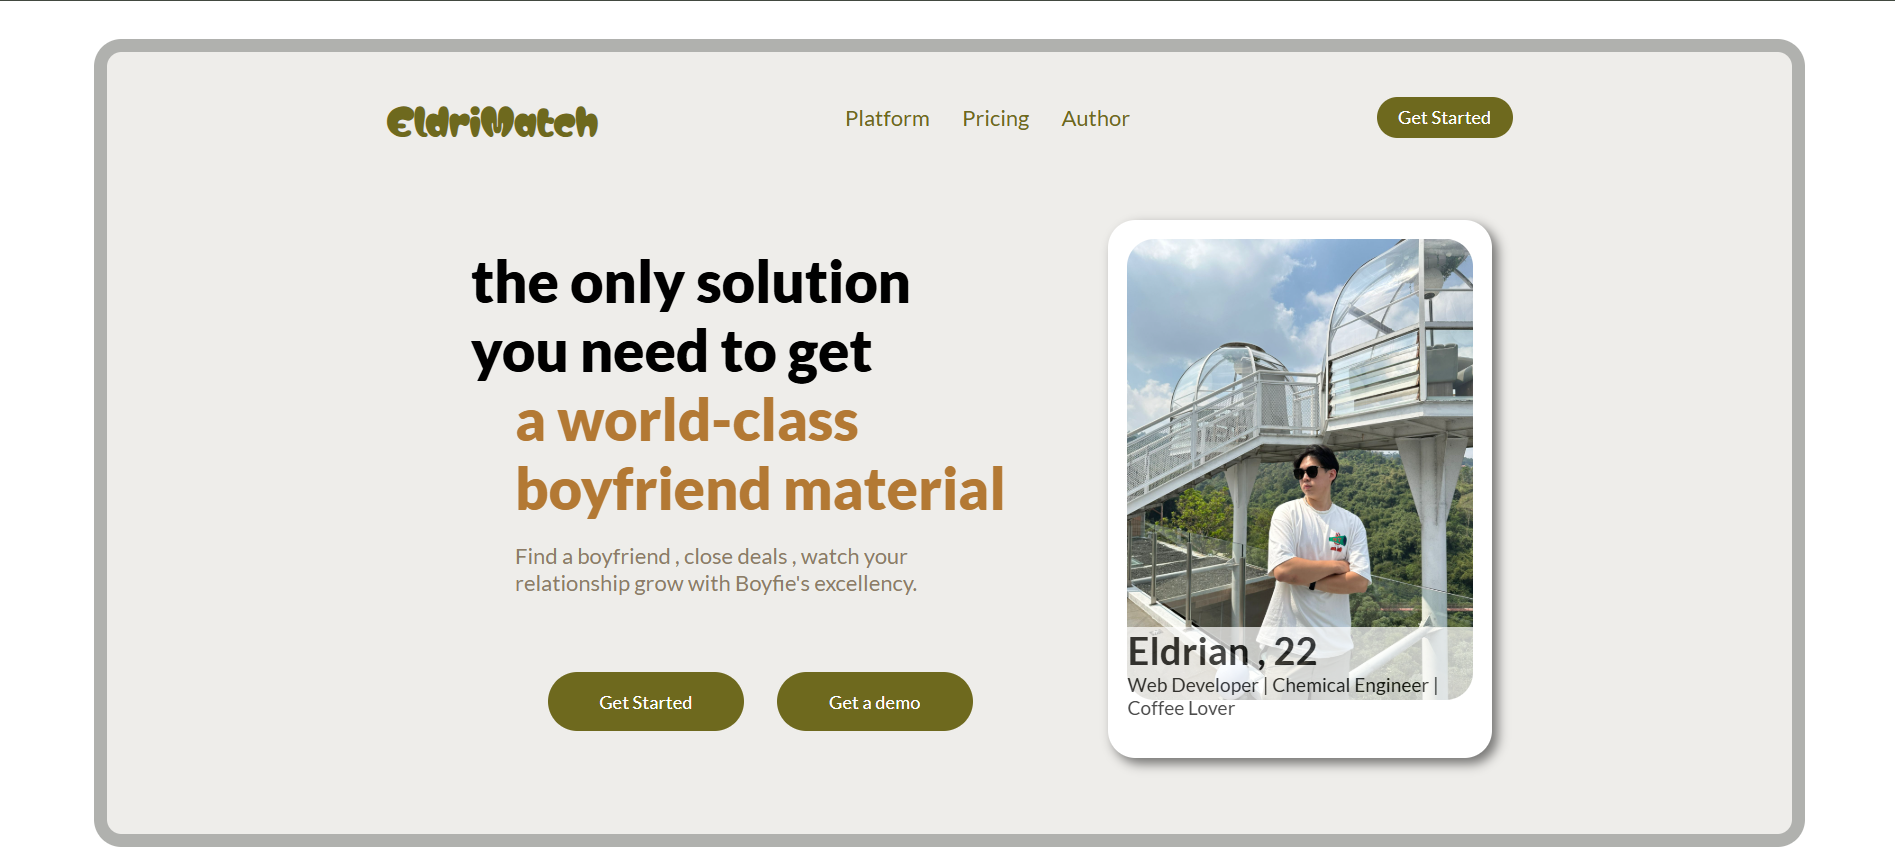 EldriMatch
Platform Pricing Author
Get Started
the only solution
you need to get
a world-class
boyfriend material
Find a boyfriend , close deals , watch your
relationship grow with Boyfie's excellency.
Get Started
Get a demo
Eldrian , 22
Web Developer | Chemical Engineer |
Coffee Lover